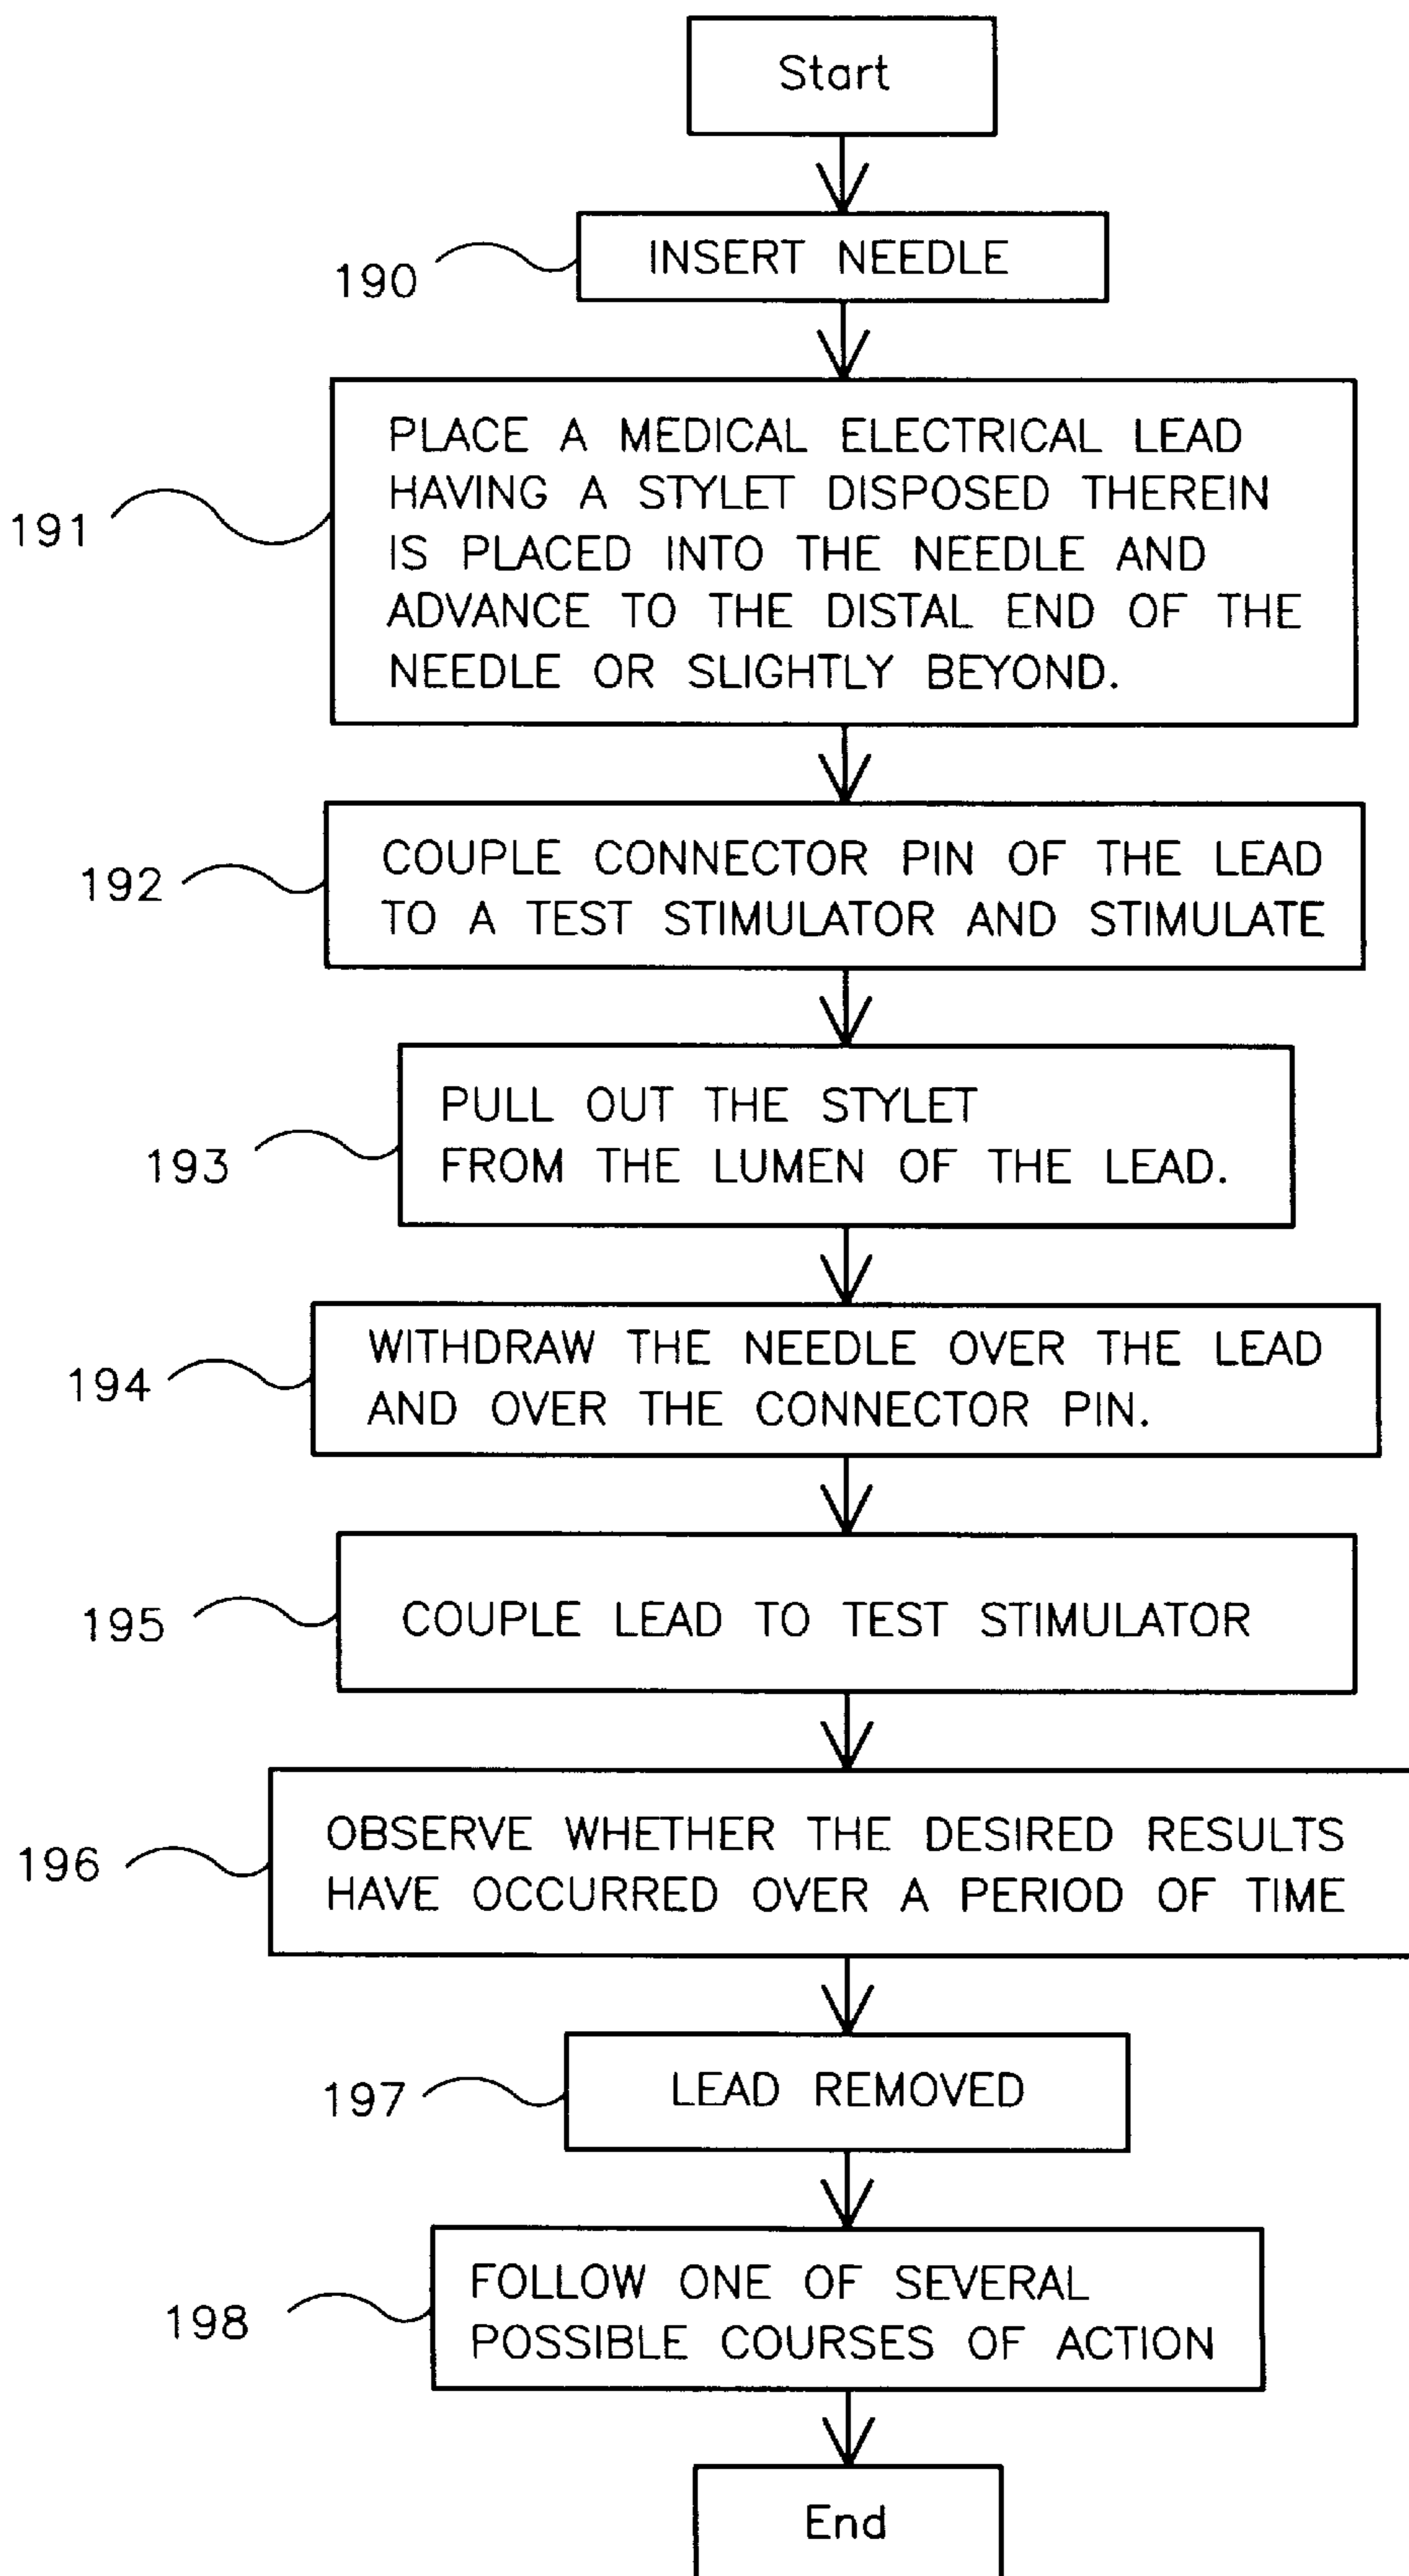 Start
190
INSERT NEEDLE
191
PLACE A MEDICAL ELECTRICAL LEAD
HAVING A STYLET DISPOSED THEREIN
IS PLACED INTO THE NEEDLE AND
ADVANCE TO THE DISTAL END OF THE
NEEDLE OR SLIGHTLY BEYOND.
192
COUPLE CONNECTOR PIN OF THE LEAD
TO A TEST STIMULATOR AND STIMULATE
193
PULL OUT THE STYLET
FROM THE LUMEN OF THE LEAD.
194
WITHDRAW THE NEEDLE OVER THE LEAD
AND OVER THE CONNECTOR PIN.
195
COUPLE LEAD TO TEST STIMULATOR
196
OBSERVE WHETHER THE DESIRED RESULTS
HAVE OCCURRED OVER A PERIOD OF TIME
197
LEAD REMOVED
198
FOLLOW ONE OF SEVERAL
POSSIBLE COURSES OF ACTION
End